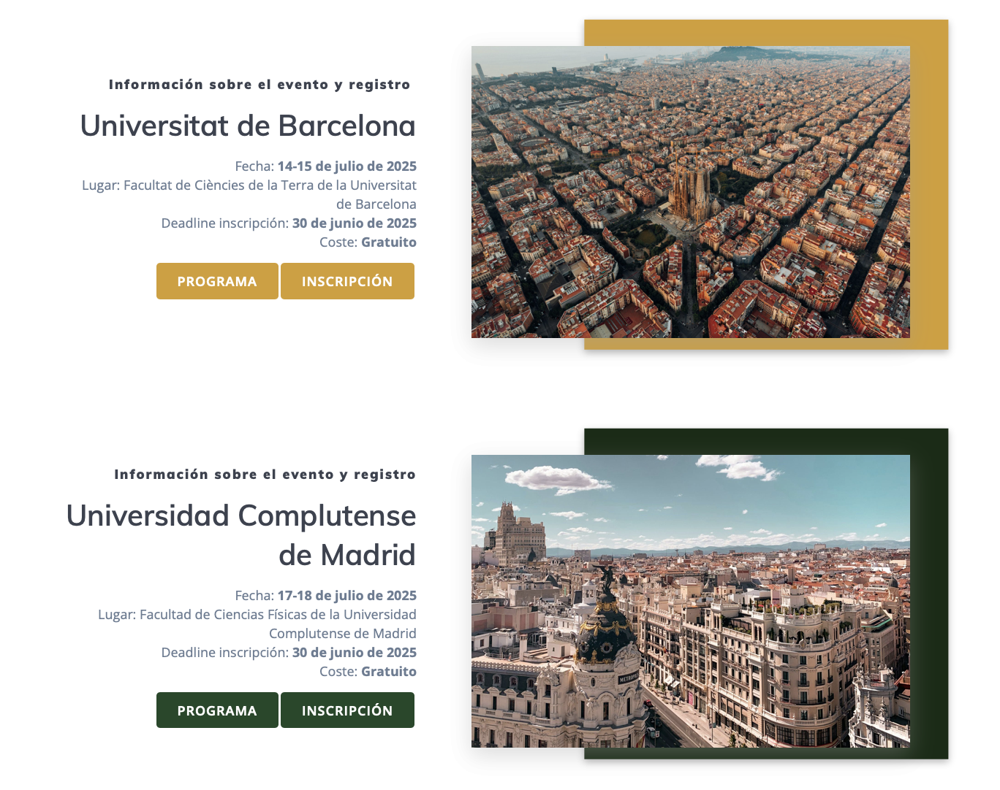 Información sobre el evento y registro
Universitat de Barcelona
Fecha: 14-15 de julio de 2025
Lugar: Facultat de Ciències de la Terra de la Universitat
de Barcelona
Deadline inscripción: 30 de junio de 2025
Coste: Gratuito
PROGRAMA INSCRIPCIÓN
Información sobre el evento y registro
Universidad Complutense
de Madrid
Fecha: 17-18 de julio de 2025
Lugar: Facultad de Ciencias Físicas de la Universidad
Complutense de Madrid
Deadline inscripción: 30 de junio de 2025
Coste: Gratuito
PROGRAMA INSCRIPCIÓN